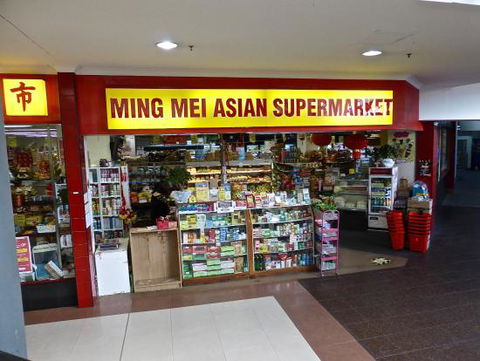 市
MING MEI ASIAN SUPERMARKET